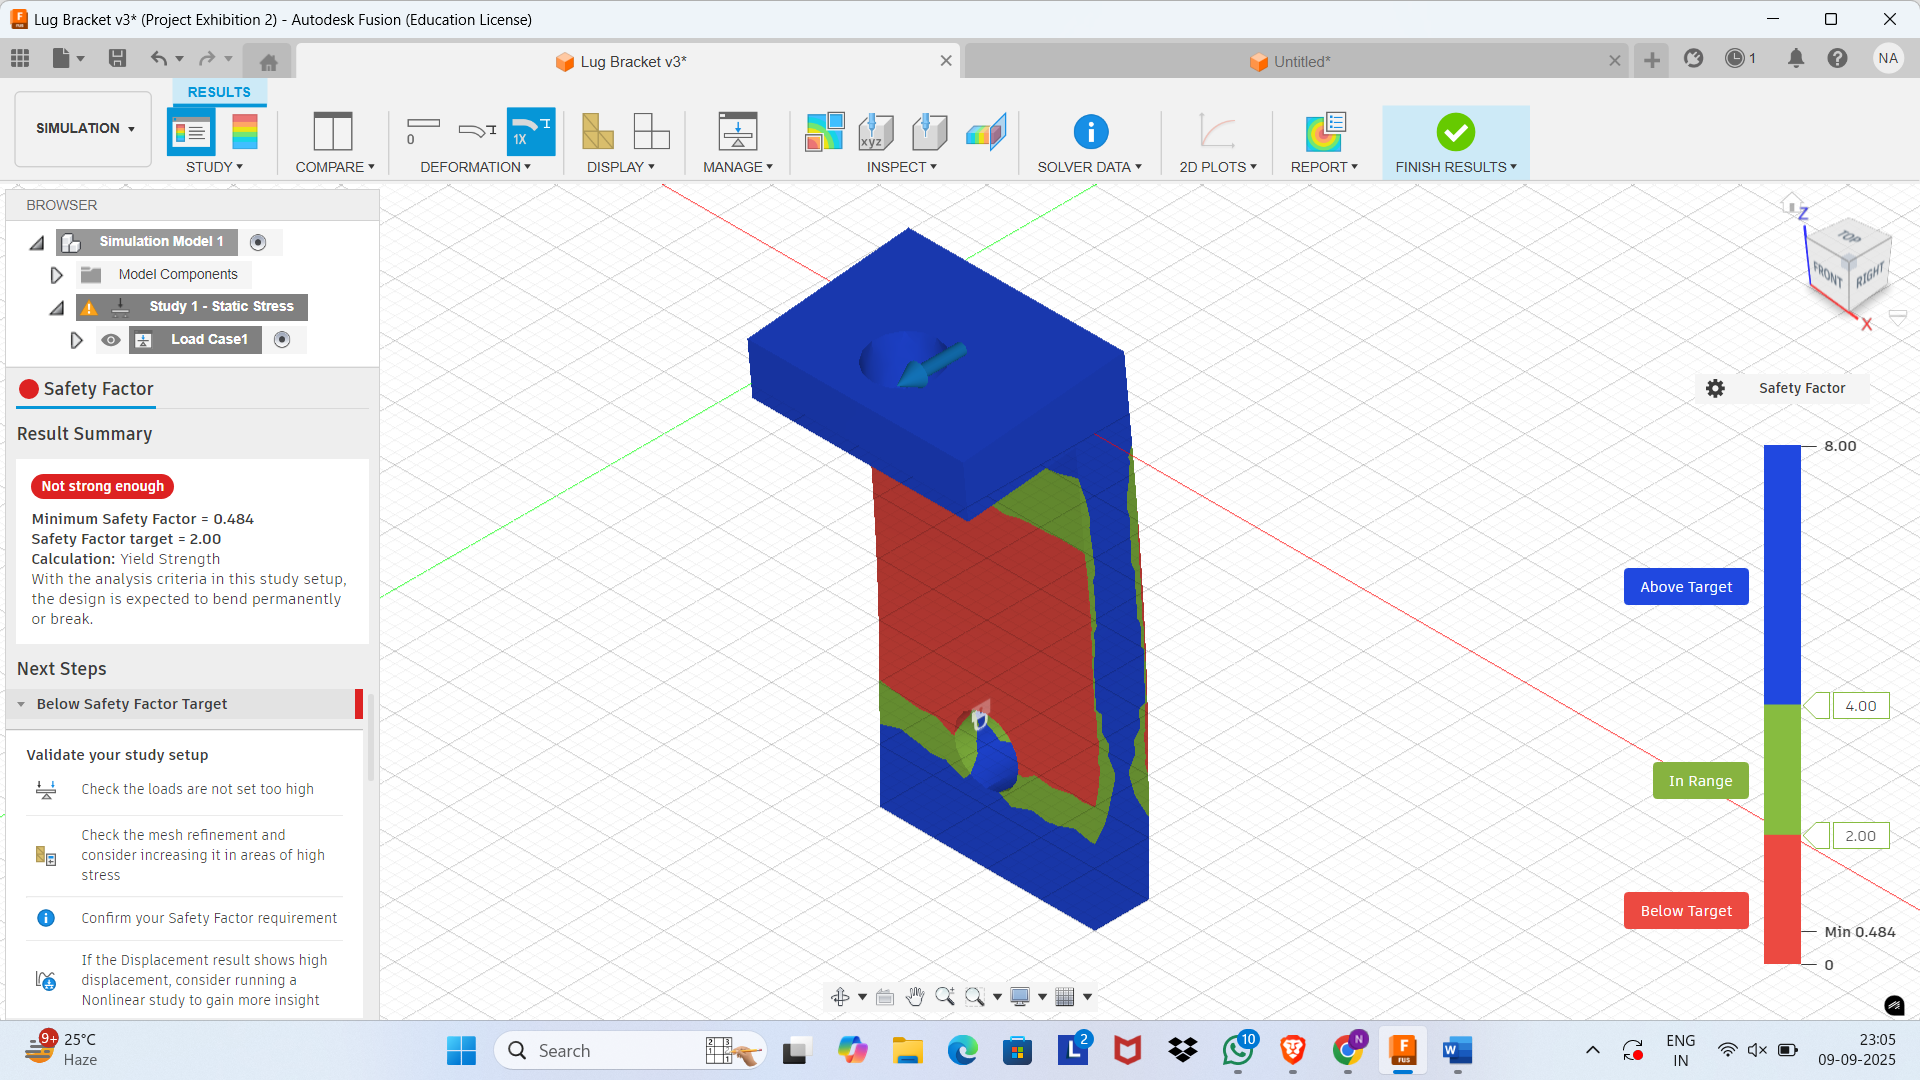 Lug Bracket v3* (Project Exhibition 2) - Autodesk Fusion (Education License)
Lug Bracket v3*
Untitled*
1
NA
RESULTS
SIMULATION
0
1X
xyz
STUDY
COMPARE
DEFORMATION
DISPLAY
MANAGE
INSPECT
SOLVER DATA
2D PLOTS
REPORT
FINISH RESULTS
BROWSER
Simulation Model 1
Model Components
Study 1 - Static Stress
Load Case1
Safety Factor
Result Summary
Not strong enough
Minimum Safety Factor = 0.484
Safety Factor target = 2.00
Calculation: Yield Strength
With the analysis criteria in this study setup,
the design is expected to bend permanently
or break.
Next Steps
Below Safety Factor Target
Validate your study setup
Check the loads are not set too high
Check the mesh refinement and
consider increasing it in areas of high
stress
Confirm your Safety Factor requirement
If the Displacement result shows high
displacement, consider running a
Nonlinear study to gain more insight
Z
TOP
FRONT
RIGHT
X
Safety Factor
8.00
Above Target
4.00
In Range
2.00
Below Target
Min 0.484
0
9+
25°C
Haze
Search
2
10
N
F
FUS
W
ENG
IN
23:05
09-09-2025